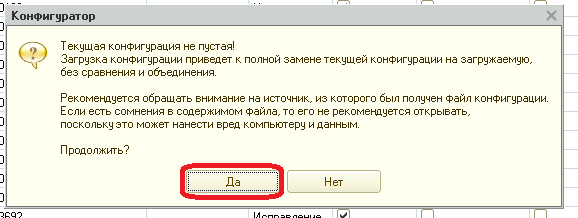 Конфигуратор
Текущая конфигурация не пустая!
Загрузка конфигурации приведет к полной замене текущей конфигурации на загружаемую,
без сравнения и объединения.
Рекомендуется обращать внимание на источник, из которого был получен файл конфигурации.
Если есть сомнения в содержимом файла, то его не рекомендуется открывать,
поскольку это может нанести вред компьютеру и данным.
Продолжить?
Да Нет
3692 Исправление